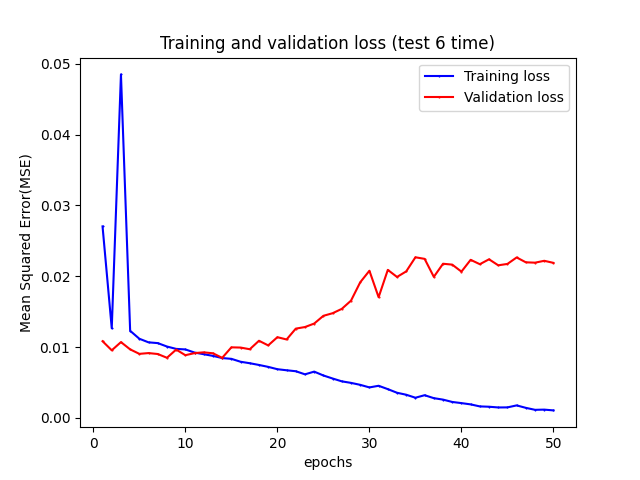 Training and validation loss (test 6 time)
Training loss
Validation loss
Mean Squared Error(MSE)
0.05
0.04
0.03
0.02
0.01
0.00
0 10 20 30 40 50
epochs